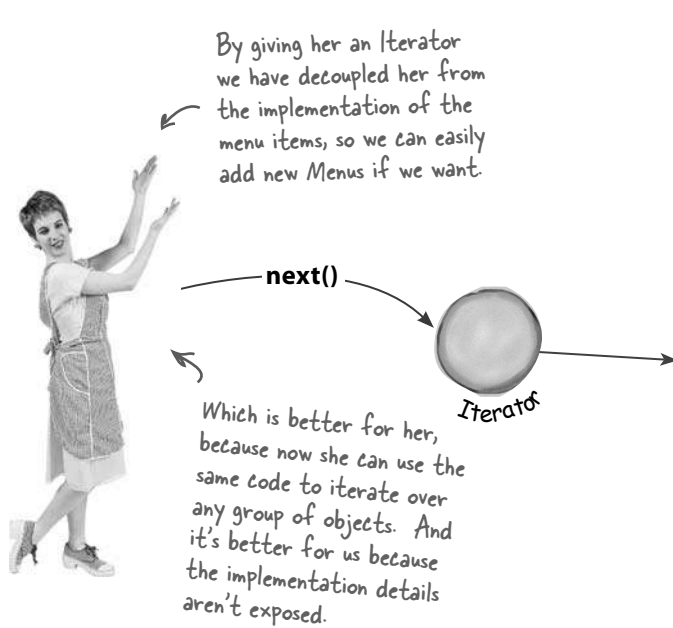 By giving her an Iterator
we have decoupled her from
the implementation of the
menu items, so we can easily
add new Menus if we want.
next()
Iterator
Which is better for her,
because now she can use the
same code to iterate over
any group of objects. And
it's better for us because
the implementation details
aren't exposed.